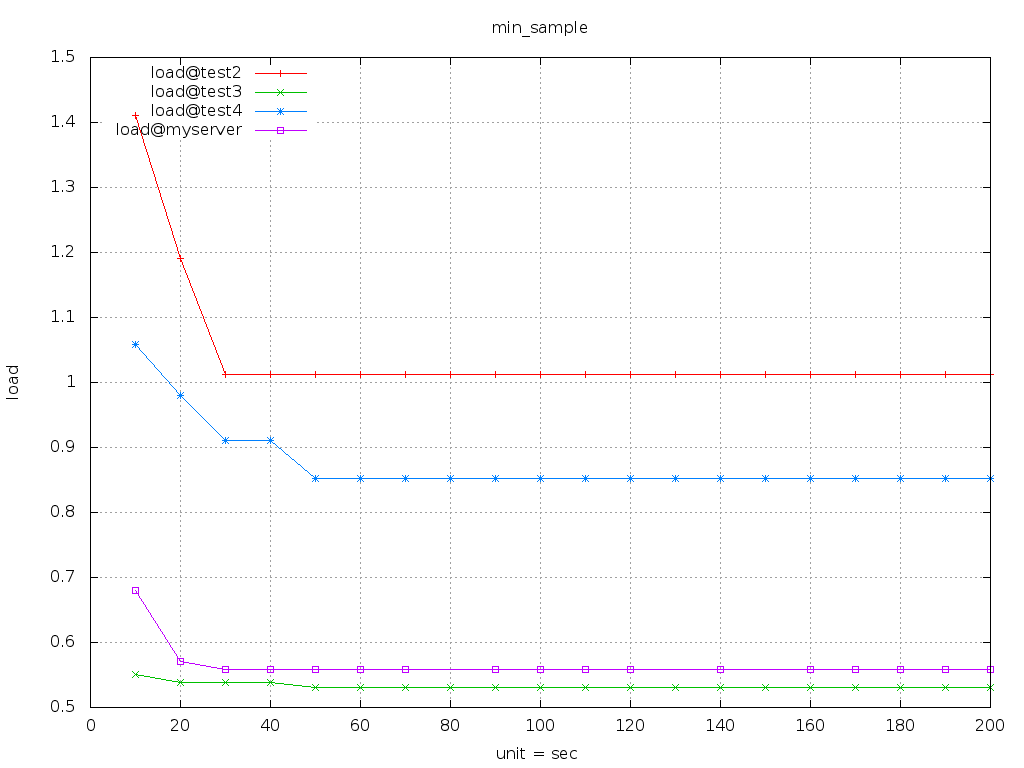 min_sample
1.5
1.4
1.3
1.2
1.1
1
0.9
0.8
0.7
0.6
0.5
load
load@test2
load@test3
load@test4
load@myserver
0 20 40 60 80 100 120 140 160 180 200
unit = sec